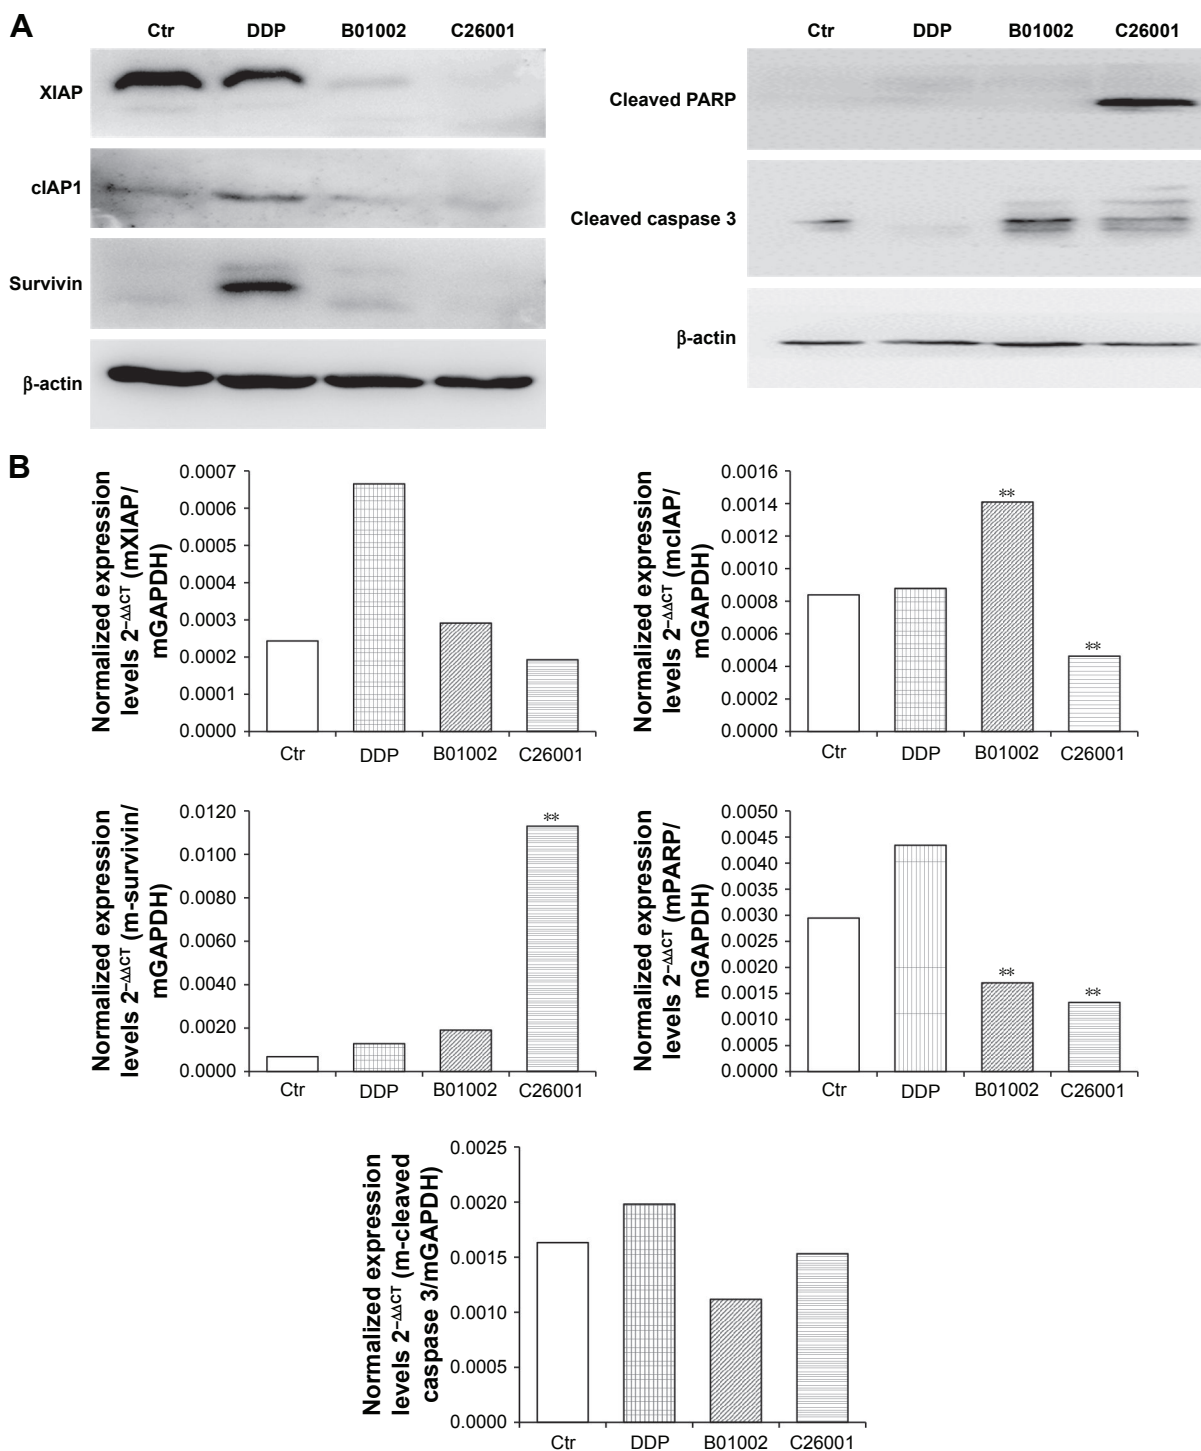 A
Ctr DDP B01002 C26001
XIAP
cIAP1
Survivin
β-actin
Ctr DDP B01002 C26001
Cleaved PARP
Cleaved caspase 3
β-actin
B
Normalized expression
levels 2−ΔΔCT (mXIAP/
mGAPDH)
0.0007
0.0006
0.0005
0.0004
0.0003
0.0002
0.0001
0.0000
Ctr DDP B01002 C26001
Normalized expression
levels 2−ΔΔCT (mcIAP/
mGAPDH)
0.0016
0.0014
0.0012
0.0010
0.0008
0.0006
0.0004
0.0002
0.0000
**
**
Ctr DDP B01002 C26001
Normalized expression
levels 2−ΔΔCT (m-survivin/
mGAPDH)
0.0120
0.0100
0.0080
0.0060
0.0040
0.0020
0.0000
**
Ctr DDP B01002 C26001
Normalized expression
levels 2−ΔΔCT (mPARP/
mGAPDH)
0.0050
0.0045
0.0040
0.0035
0.0030
0.0025
0.0020
0.0015
0.0010
0.0005
0.0000
**
**
Ctr DDP B01002 C26001
Normalized expression
levels 2−ΔΔCT (m-cleaved
caspase 3/mGAPDH)
0.0025
0.0020
0.0015
0.0010
0.0005
0.0000
Ctr DDP B01002 C26001